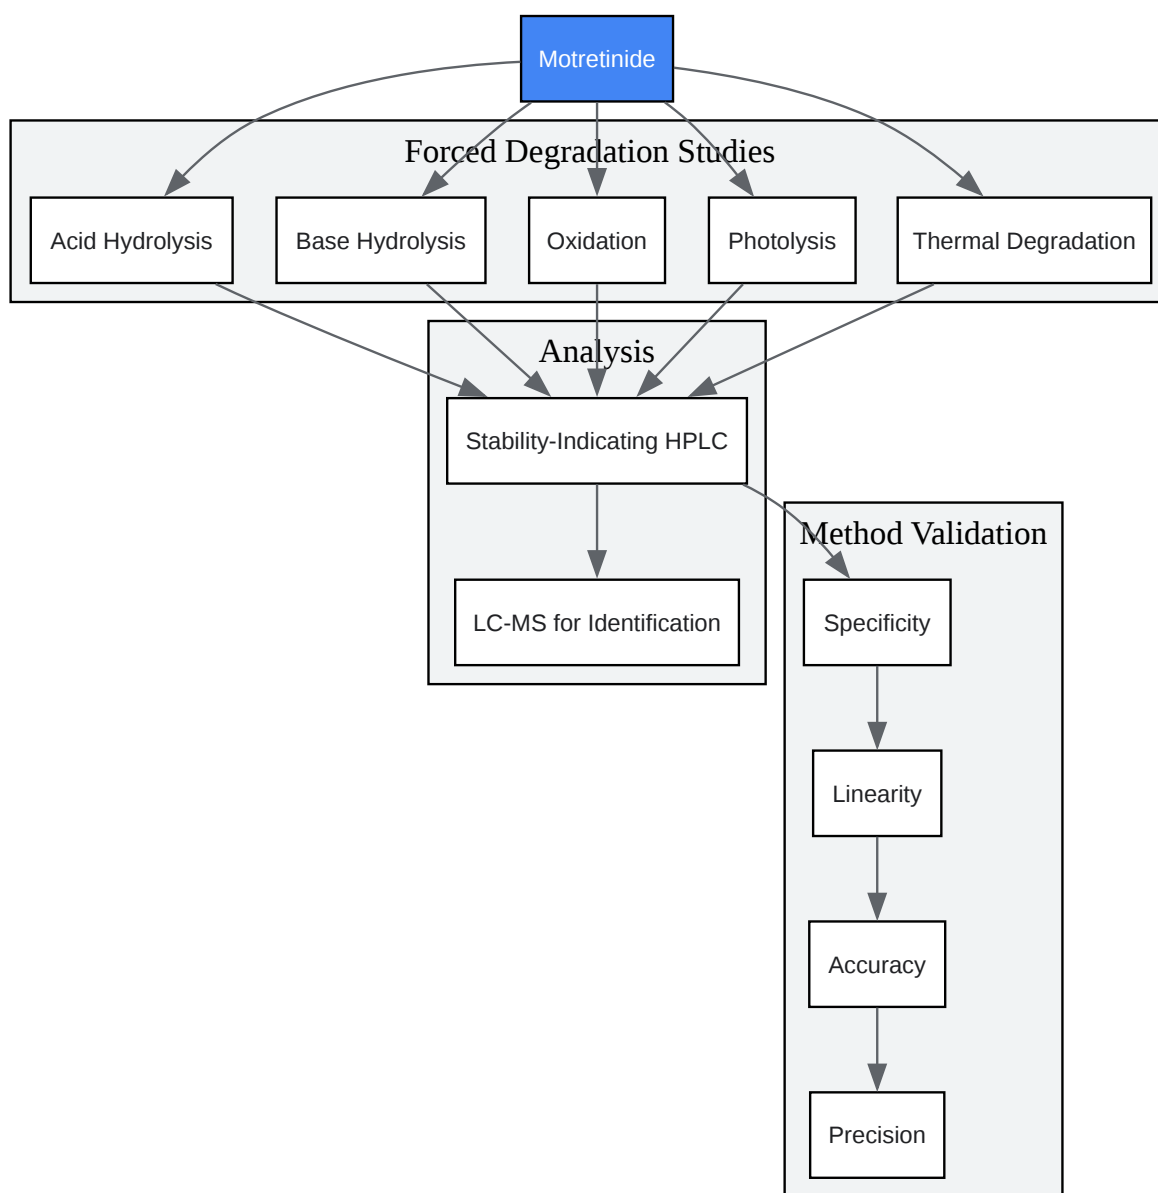 Motretinide
Forced Degradation Studies
Acid Hydrolysis
Base Hydrolysis
Oxidation
Photolysis
Thermal Degradation
Analysis
Stability-Indicating HPLC
LC-MS for Identification
Method Validation
Specificity
Linearity
Accuracy
Precision